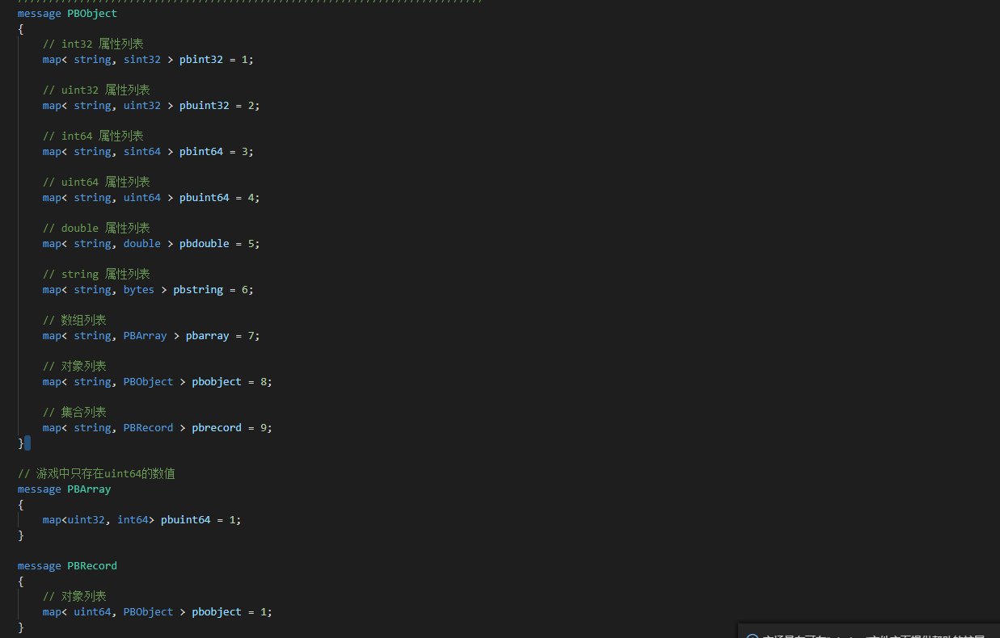 message PBObject
{
    // int32 属性列表
    map< string, sint32 > pbint32 = 1;

    // uint32 属性列表
    map< string, uint32 > pbuint32 = 2;

    // int64 属性列表
    map< string, sint64 > pbint64 = 3;

    // uint64 属性列表
    map< string, uint64 > pbuint64 = 4;

    // double 属性列表
    map< string, double > pbdouble = 5;

    // string 属性列表
    map< string, bytes > pbstring = 6;

    // 数组列表
    map< string, PBArray > pbarray = 7;

    // 对象列表
    map< string, PBObject > pbobject = 8;

    // 集合列表
    map< string, PBRecord > pbrecord = 9;
}

// 游戏中只存在uint64的数值
message PBArray
{
    map<uint32, int64> pbuint64 = 1;
}

message PBRecord
{
    // 对象列表
    map< uint64, PBObject > pbobject = 1;
}